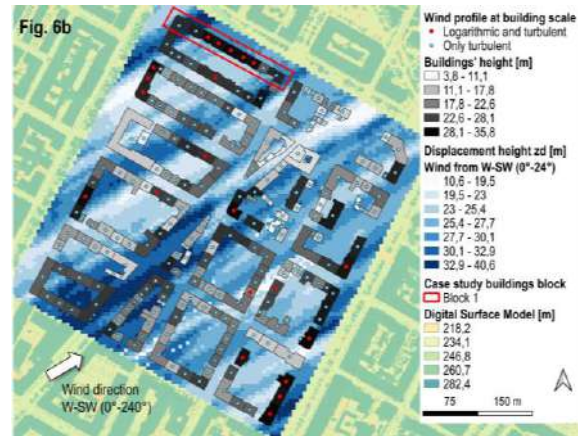 Fig. 6b
Wind direction
W-SW (0°-240°)
Wind profile at building scale
Logarithmic and turbulent
Only turbulent
Buildings' height [m]
3,8 - 11,1
11,1 - 17,8
17,8 - 22,6
22,6 - 28,1
28,1 - 35,8
Displacement height zd [m]
Wind from W-SW (0°-24°)
10,6 - 19,5
19,5 - 23
23 - 25,4
25,4 - 27,7
27,7 - 30,1
30,1 - 32,9
32,9 - 40,6
Case study buildings block
Block 1
Digital Surface Model [m]
218,2
234,1
246,8
260,7
282,4
75 150 m